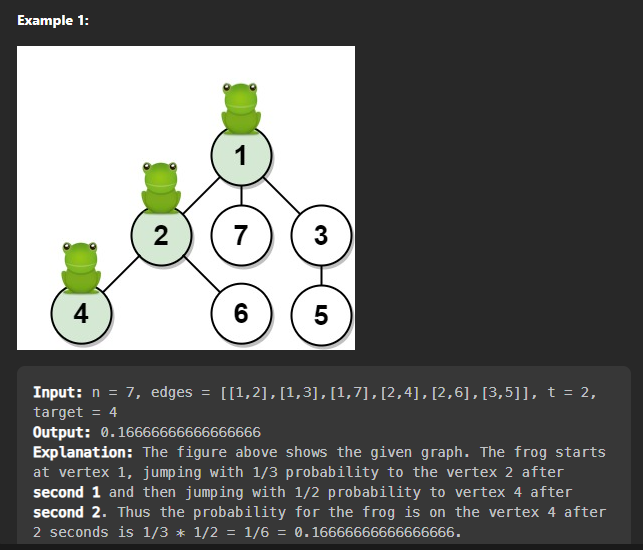 Example 1:
1
2
7
3
4
6
5
Input: n = 7, edges = [[1,2],[1,3],[1,7],[2,4],[2,6],[3,5]], t = 2,
target = 4
Output: 0.16666666666666666
Explanation: The figure above shows the given graph. The frog starts
at vertex 1, jumping with 1/3 probability to the vertex 2 after
second 1 and then jumping with 1/2 probability to vertex 4 after
second 2. Thus the probability for the frog is on the vertex 4 after
2 seconds is 1/3 * 1/2 = 1/6 = 0.16666666666666666.